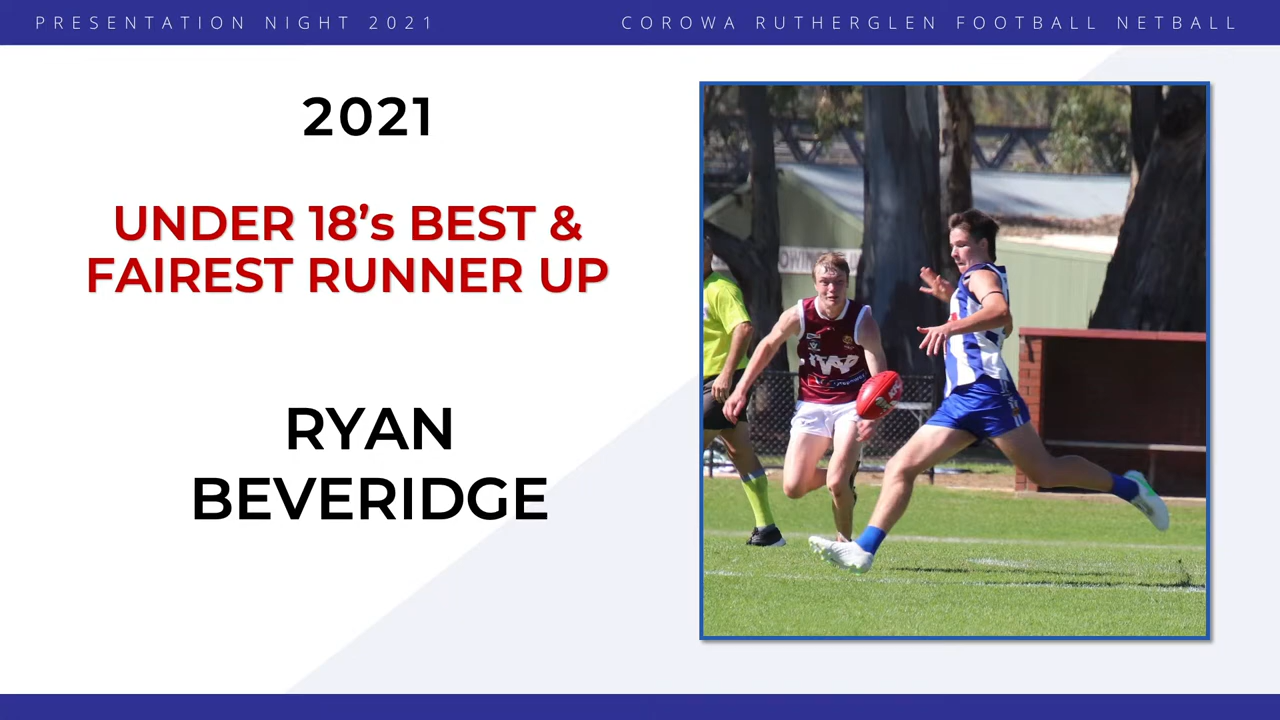 PRESENTATION NIGHT 2021
COROWA RUTHERGLEN FOOTBALL NETBALL
2021
UNDER 18’s BEST &
FAIREST RUNNER UP
RYAN
BEVERIDGE